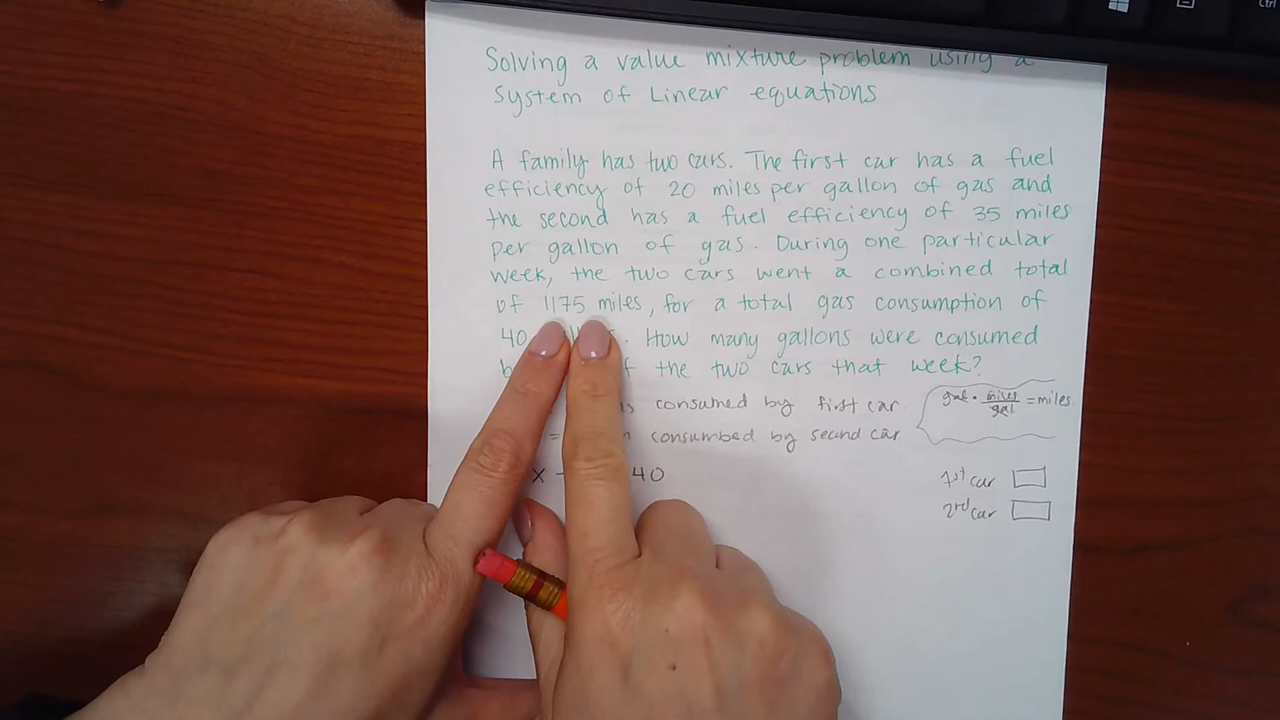 Solving a value mixture problem using a
system of Linear equations
A family has two cars. The first car has a fuel
efficiency of 20 miles per gallon of gas and
the second has a fuel efficiency of 35 miles
per gallon of gas. During one particular
week, the two cars went a combined total
of 1175 miles, for a total gas consumption of
40 How many gallons were consumed
the two cars that week?
consumed by first car.
gal · miles/gal = miles
= consumbed by second car
x 40
1st car
2nd car
Ctrl